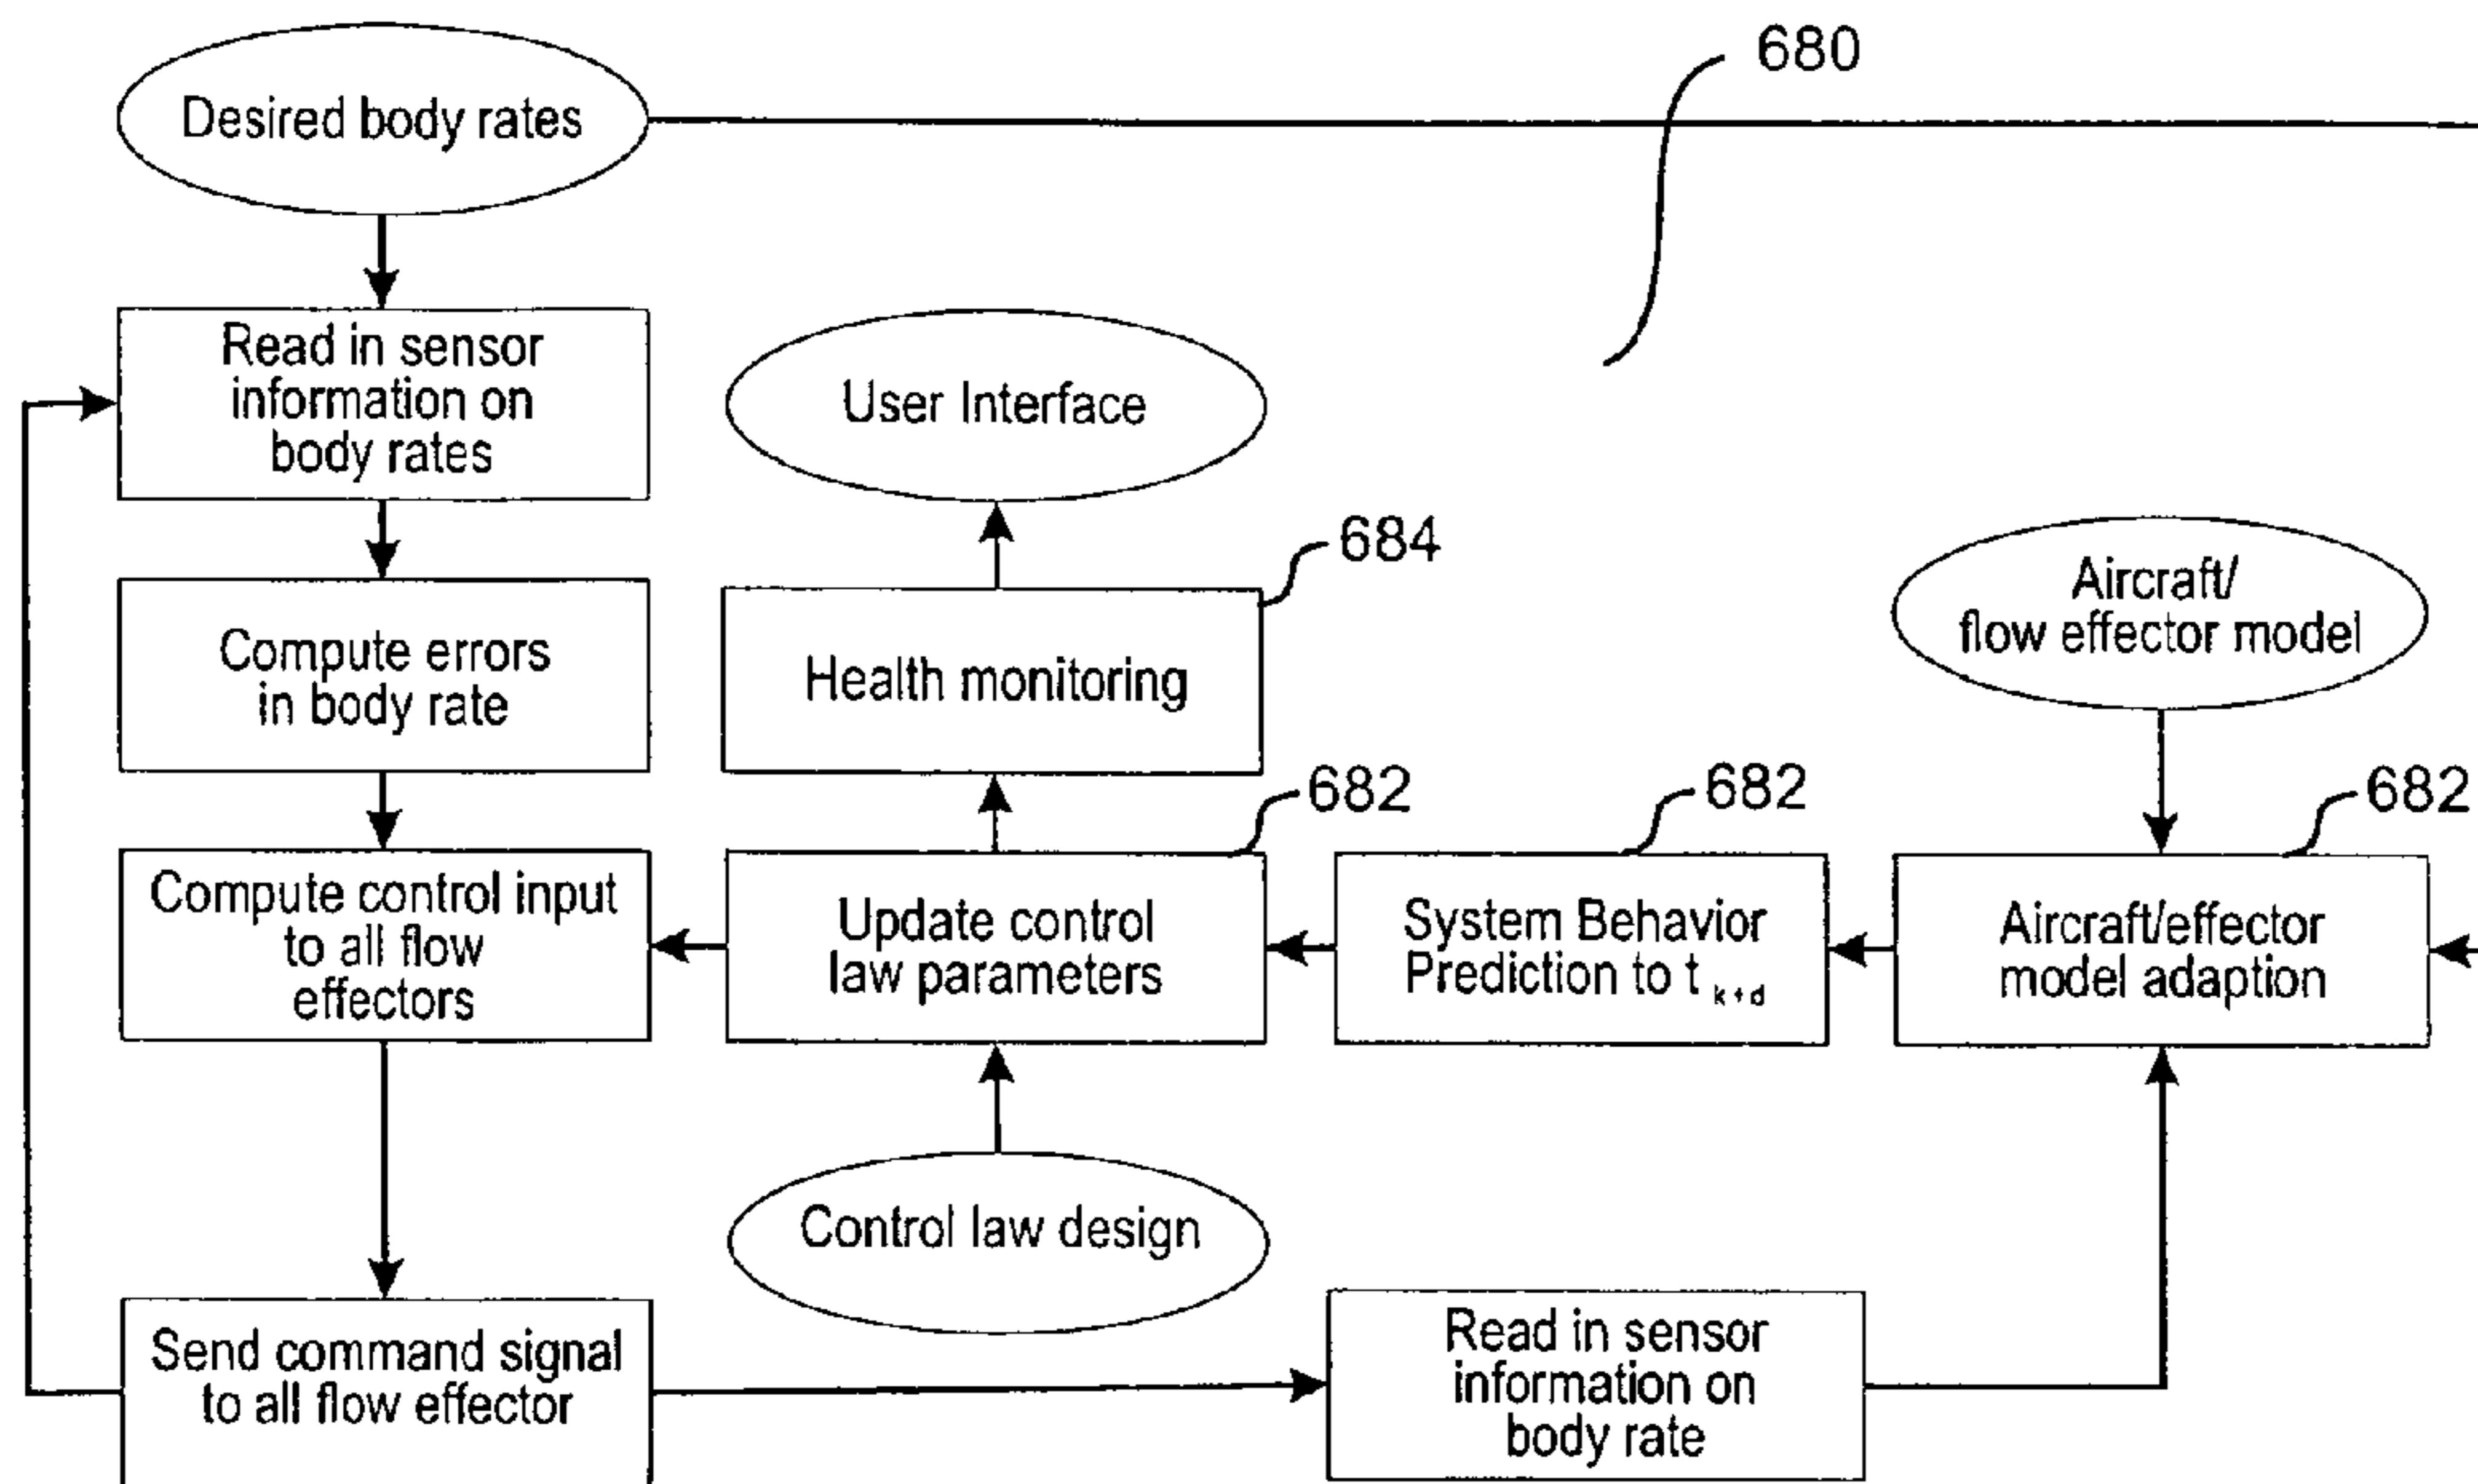 680
Desired body rates
Read in sensor
information on
body rates
User Interface
684
Aircraft/
flow effector model
Compute errors
in body rate
Health monitoring
682
682
682
Compute control input
to all flow
effectors
Update control
law parameters
System Behavior
Prediction to t k+d
Aircraft/effector
model adaption
Control law design
Send command signal
to all flow effector
Read in sensor
information on
body rate